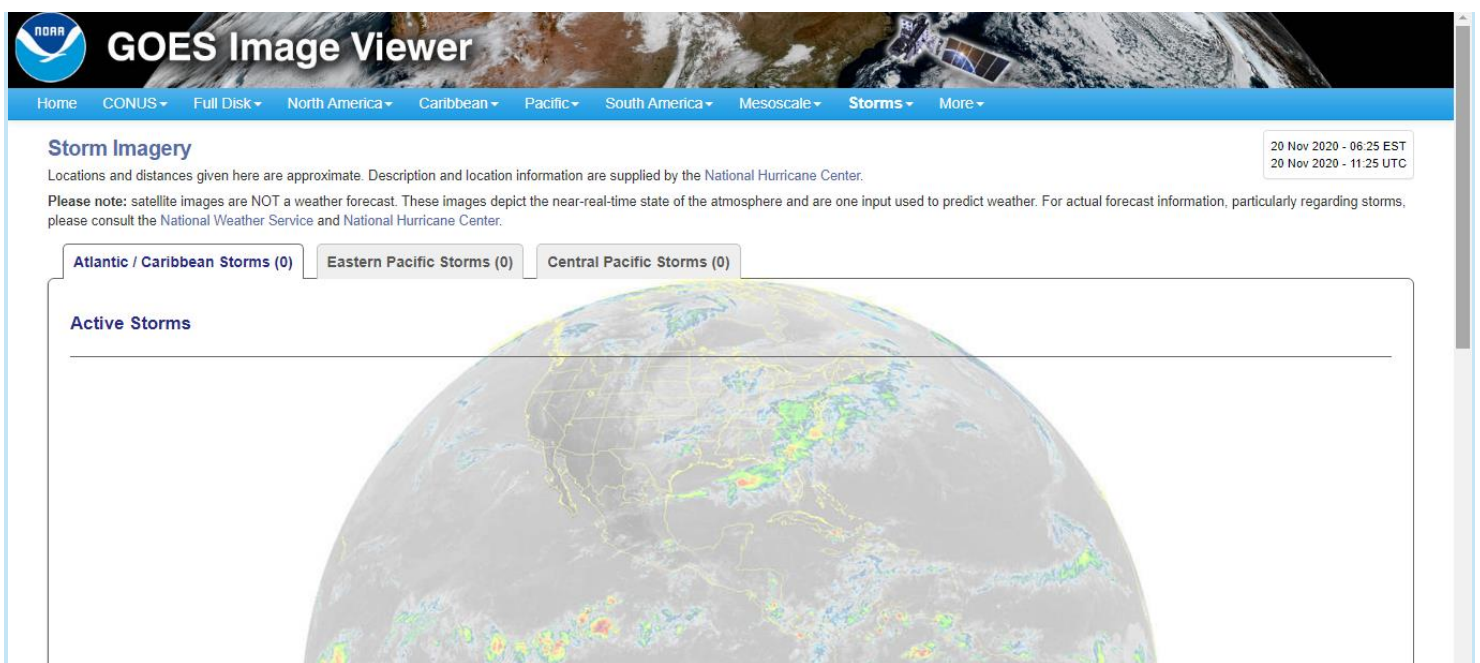 NOAA
GOES Image Viewer
Home CONUS Full Disk North America Caribbean Pacific South America Mesoscale Storms More
Storm Imagery
20 Nov 2020 - 06:25 EST
20 Nov 2020 - 11:25 UTC
Locations and distances given here are approximate. Description and location information are supplied by the National Hurricane Center.
Please note: satellite images are NOT a weather forecast. These images depict the near-real-time state of the atmosphere and are one input used to predict weather. For actual forecast information, particularly regarding storms,
please consult the National Weather Service and National Hurricane Center.
Atlantic / Caribbean Storms (0) Eastern Pacific Storms (0) Central Pacific Storms (0)
Active Storms